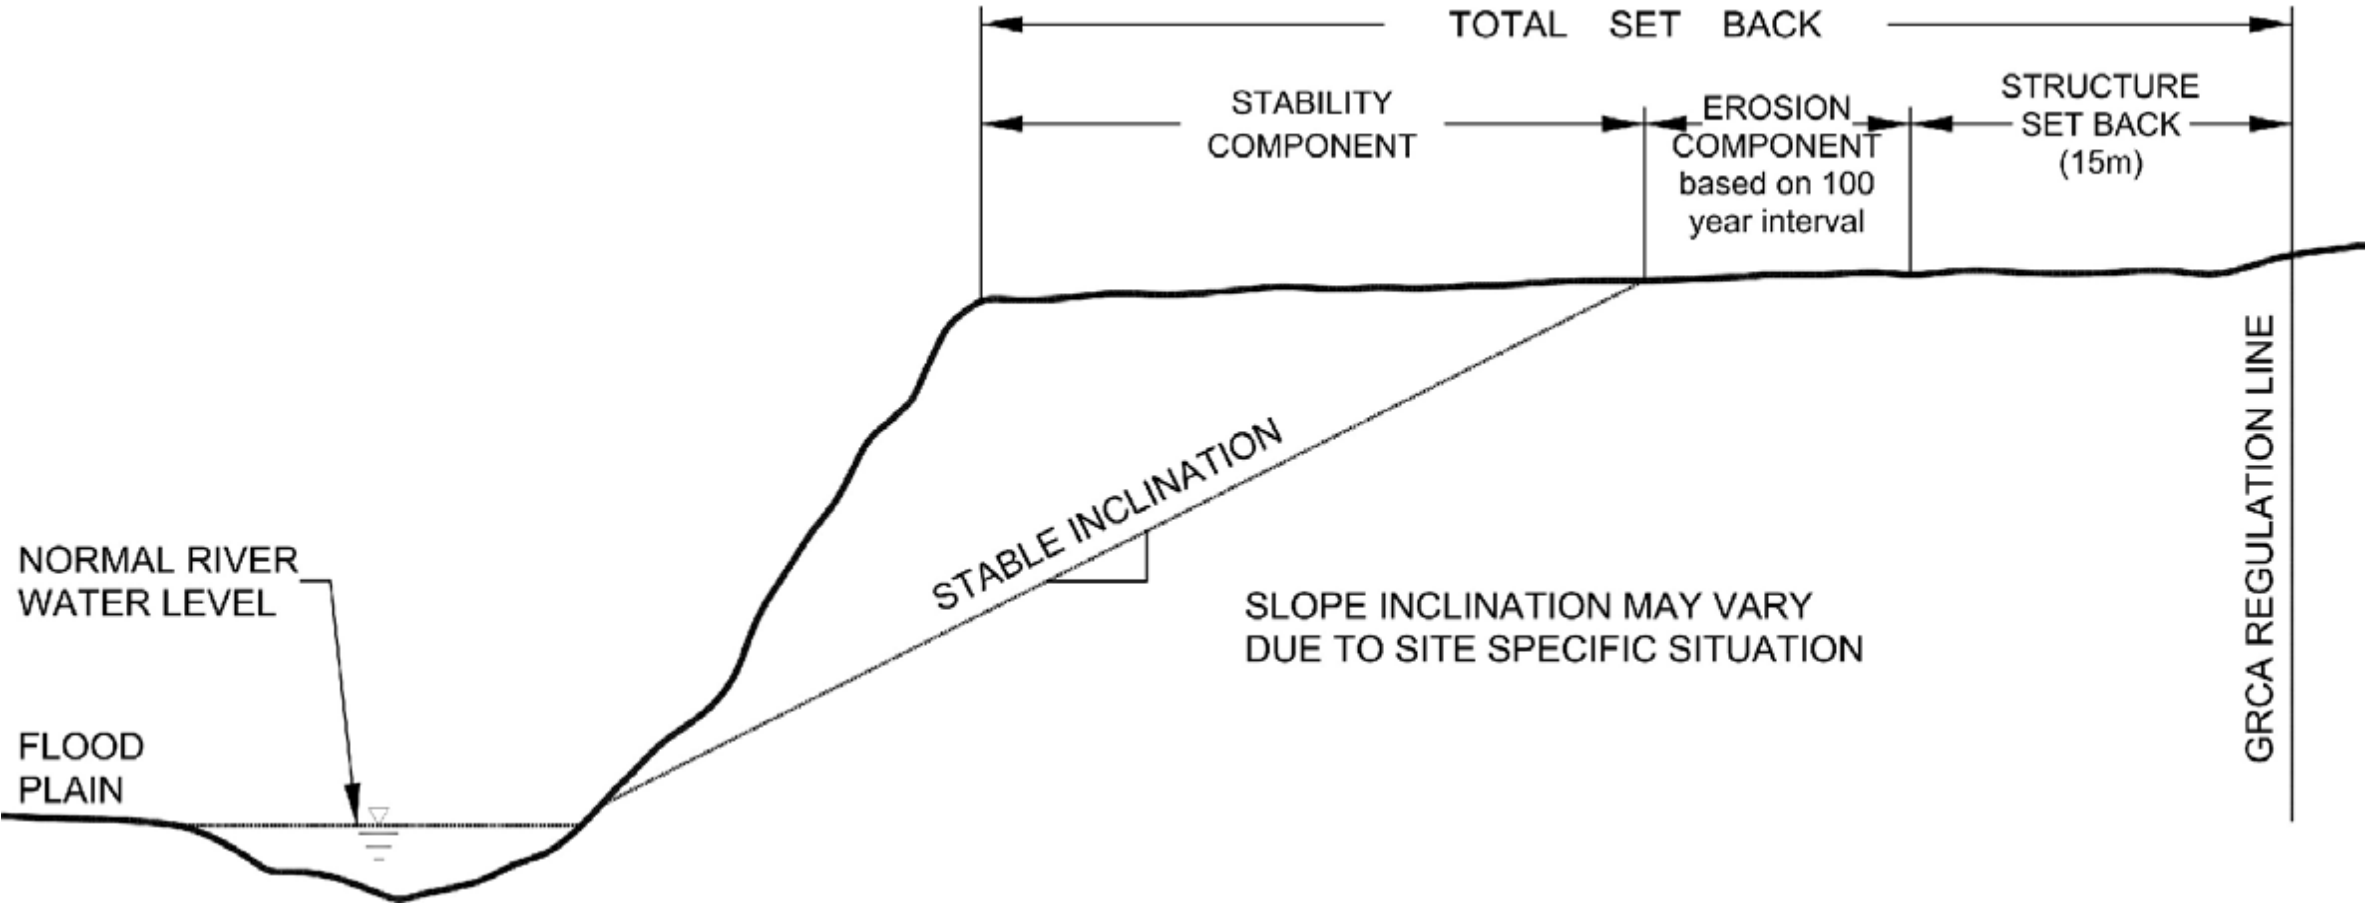 TOTAL SET BACK
STABILITY
COMPONENT
EROSION
COMPONENT
based on 100
year interval
STRUCTURE
SET BACK
(15m)
STABLE INCLINATION
SLOPE INCLINATION MAY VARY
DUE TO SITE SPECIFIC SITUATION
GRCA REGULATION LINE
NORMAL RIVER
WATER LEVEL
FLOOD
PLAIN